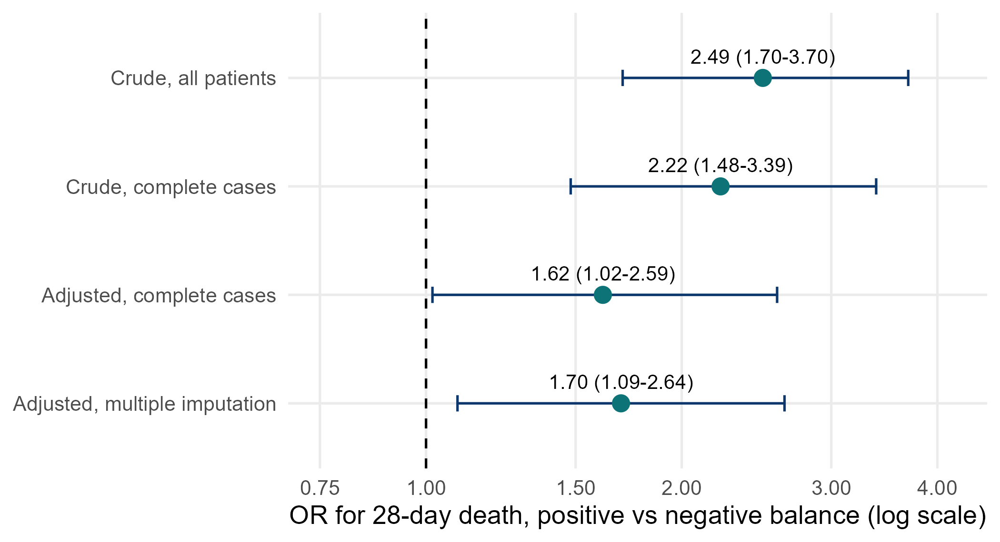 2.49 (1.70-3.70)
Crude, all patients
2.22 (1.48-3.39)
Crude, complete cases
1.62 (1.02-2.59)
Adjusted, complete cases
1.70 (1.09-2.64)
Adjusted, multiple imputation
0.75 1.00 1.50 2.00 3.00 4.00
OR for 28-day death, positive vs negative balance (log scale)